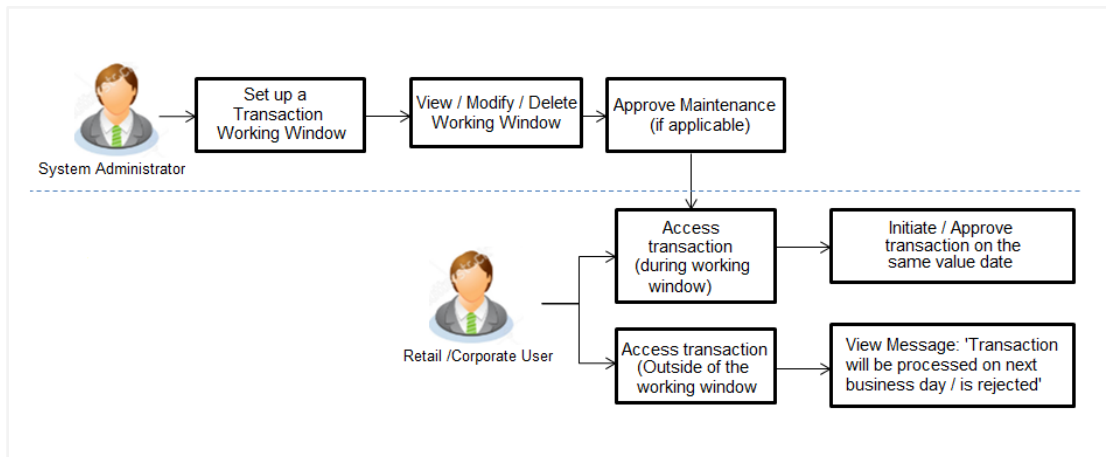 Set up a
Transaction
Working Window
View / Modify / Delete
Working Window
Approve Maintenance
(if applicable)
System Administrator
Access
transaction
(during working
window)
Initiate / Approve
transaction on the
same value date
Retail /Corporate User
Access transaction
(Outside of the
working window
View Message: 'Transaction
will be processed on next
business day / is rejected'